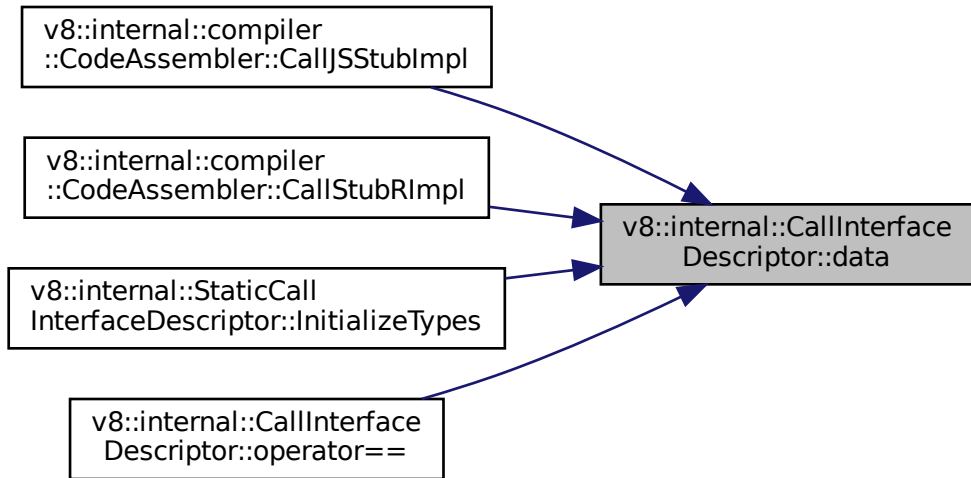 v8::internal::compiler
::CodeAssembler::CallJSStubImpl
v8::internal::compiler
::CodeAssembler::CallStubRImpl
v8::internal::StaticCall
InterfaceDescriptor::InitializeTypes
v8::internal::CallInterface
Descriptor::operator==
v8::internal::CallInterface
Descriptor::data